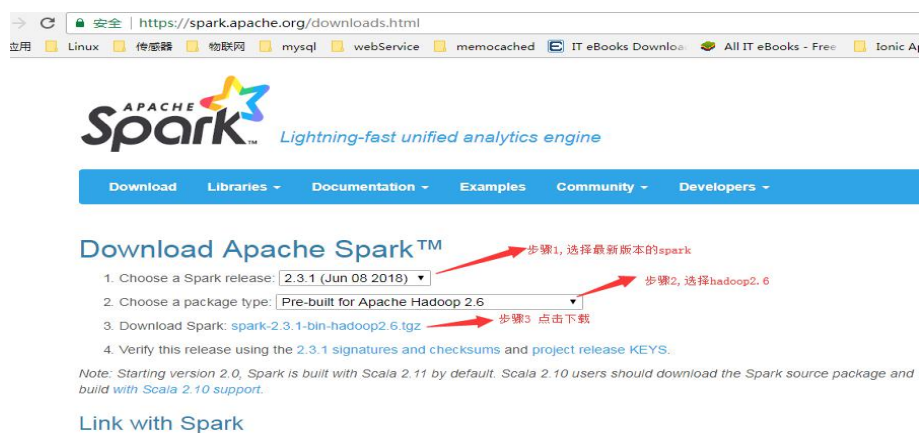 安全 | https://spark.apache.org/downloads.html
应用 Linux 传感器 物联网 mysql webService memocached E IT eBooks Downloa All IT eBooks - Free Ionic Ap
APACHE
Spark™ Lightning-fast unified analytics engine
Download Libraries Documentation Examples Community Developers
Download Apache Spark™
步骤1, 选择最新版本的spark
1. Choose a Spark release: 2.3.1 (Jun 08 2018)
步骤2, 选择hadoop2.6
2. Choose a package type: Pre-built for Apache Hadoop 2.6
3. Download Spark: spark-2.3.1-bin-hadoop2.6.tgz 步骤3 点击下载
4. Verify this release using the 2.3.1 signatures and checksums and project release KEYS.
Note: Starting version 2.0, Spark is built with Scala 2.11 by default. Scala 2.10 users should download the Spark source package and
build with Scala 2.10 support.
Link with Spark